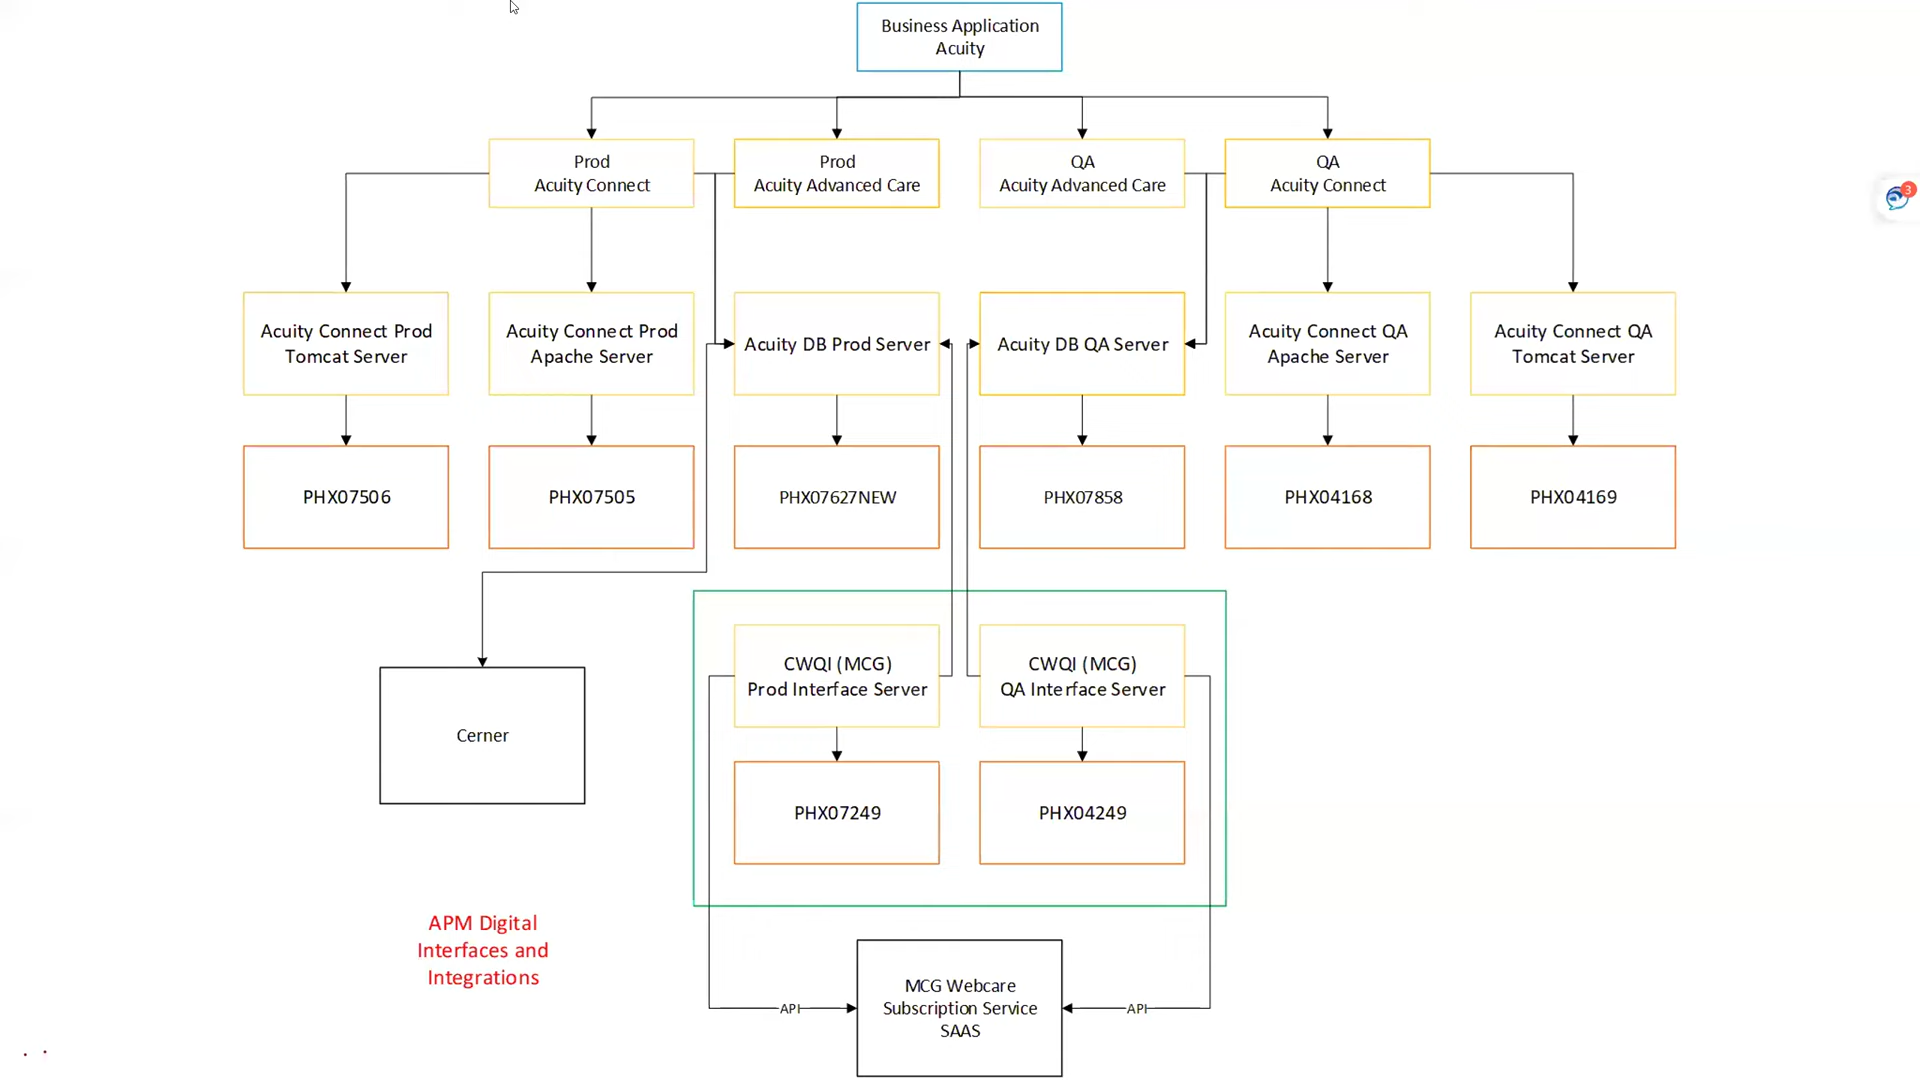 Business Application
Acuity
Prod
Acuity Connect
Prod
Acuity Advanced Care
QA
Acuity Advanced Care
QA
Acuity Connect
3
Acuity Connect Prod
Tomcat Server
Acuity Connect Prod
Apache Server
Acuity DB Prod Server
Acuity DB QA Server
Acuity Connect QA
Apache Server
Acuity Connect QA
Tomcat Server
PHX07506
PHX07505
PHX07627NEW
PHX07858
PHX04168
PHX04169
CWQI (MCG)
Prod Interface Server
CWQI (MCG)
QA Interface Server
Cerner
PHX07249
PHX04249
APM Digital
Interfaces and
Integrations
MCG Webcare
Subscription Service
SAAS
API
API